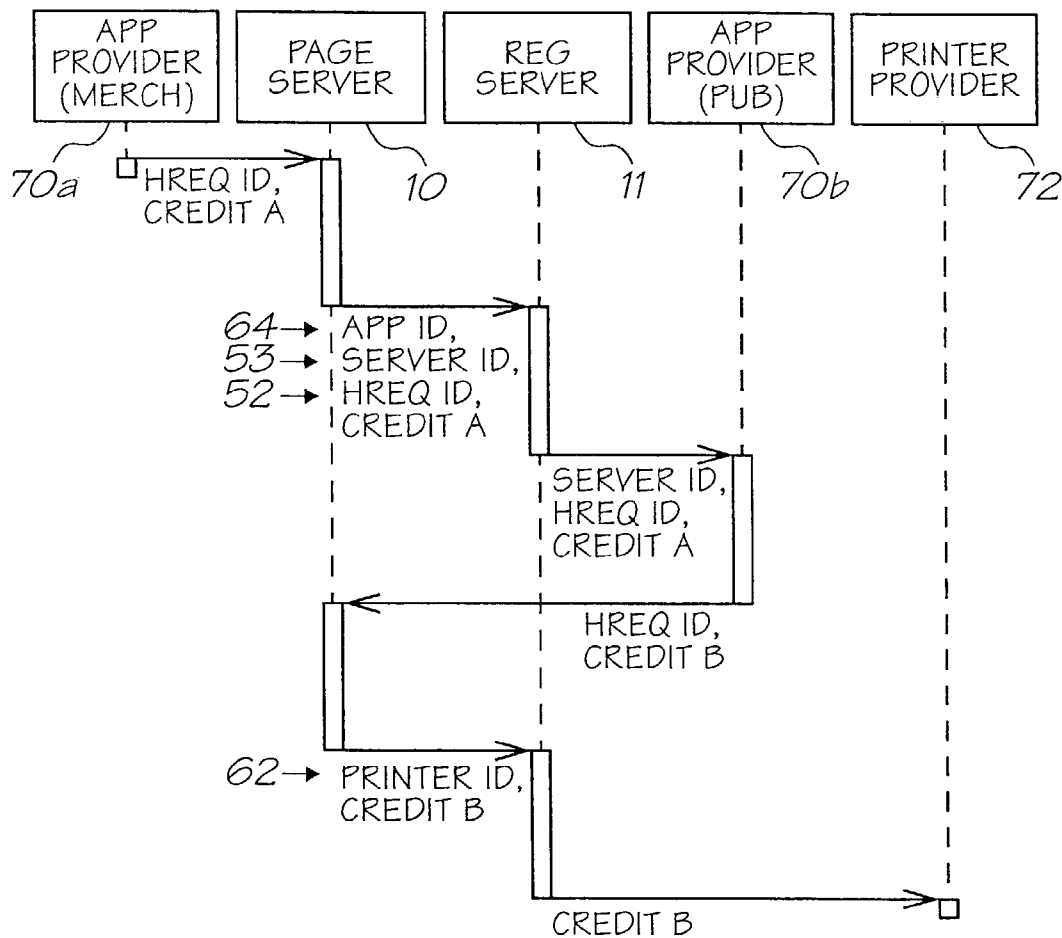 APP
PROVIDER
(MERCH)
PAGE
SERVER
REG
SERVER
APP
PROVIDER
(PUB)
PRINTER
PROVIDER
70a
10
11
70b
72
HREQ ID,
CREDIT A
64
APP ID,
53
SERVER ID,
52
HREQ ID,
CREDIT A
SERVER ID,
HREQ ID,
CREDIT A
HREQ ID,
CREDIT B
62
PRINTER ID,
CREDIT B
CREDIT B